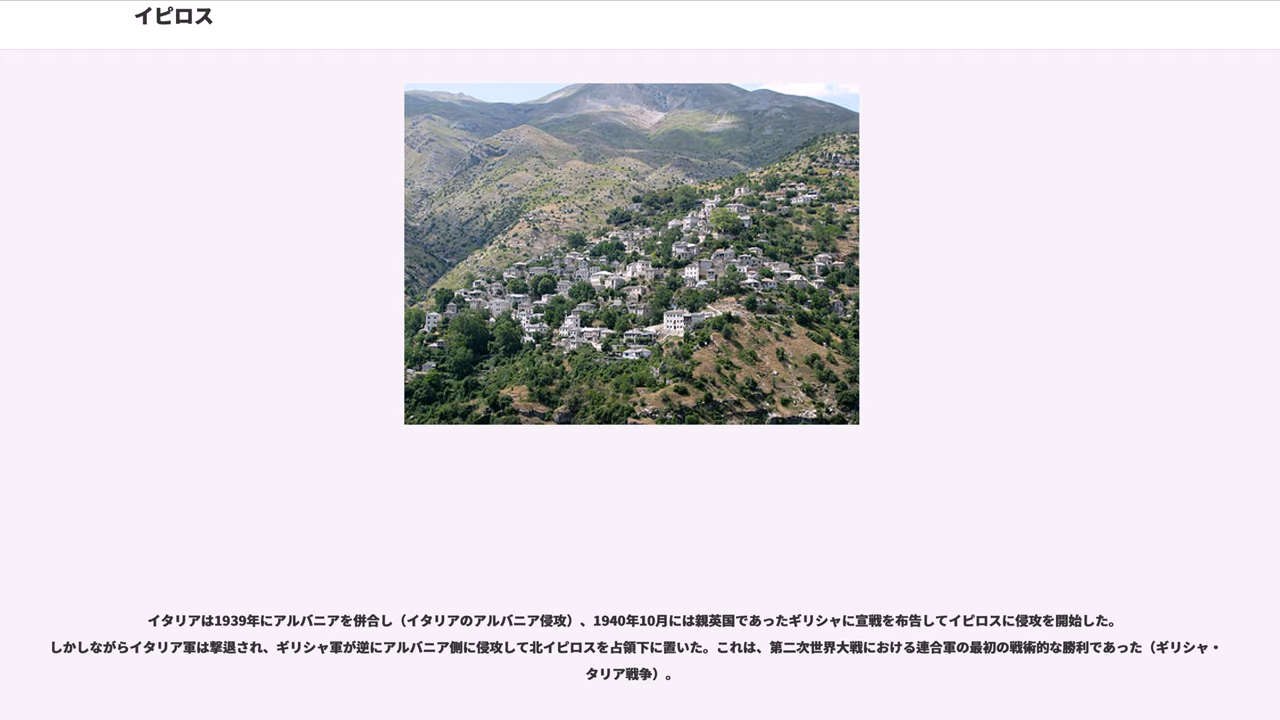 イピロス
イタリアは1939年にアルバニアを併合し（イタリアのアルバニア侵攻）、1940年10月には親英国であったギリシャに宣戦を布告してイピロスに侵攻を開始した。
しかしながらイタリア軍は撃退され、ギリシャ軍が逆にアルバニア側に侵攻して北イピロスを占領下に置いた。これは、第二次世界大戦における連合軍の最初の戦術的な勝利であった（ギリシャ・
タリア戦争）。